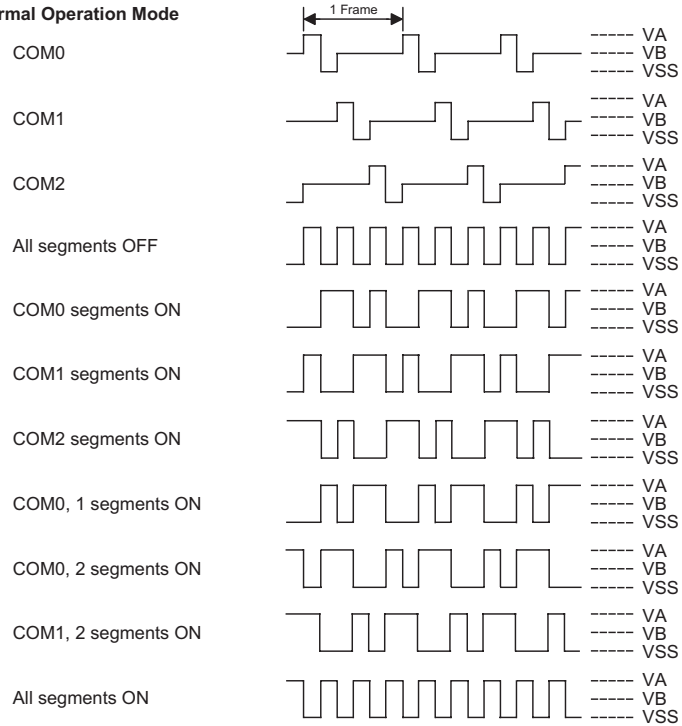 rmal Operation Mode
1 Frame
COM0
VA
VB
VSS
COM1
VA
VB
VSS
COM2
VA
VB
VSS
All segments OFF
VA
VB
VSS
COM0 segments ON
VA
VB
VSS
COM1 segments ON
VA
VB
VSS
COM2 segments ON
VA
VB
VSS
COM0, 1 segments ON
VA
VB
VSS
COM0, 2 segments ON
VA
VB
VSS
COM1, 2 segments ON
VA
VB
VSS
All segments ON
VA
VB
VSS